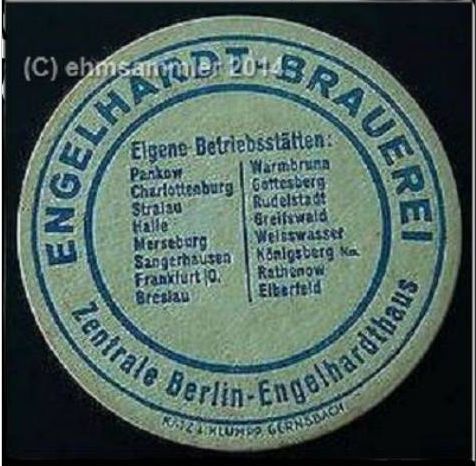 (C) ehmsammler 2014
ENGELHARDT-BRAUEREI
Eigene Betriebsstätten:
Pankow
Charlottenburg
Stralau
Halle
Merseburg
Sangerhausen
Frankfurt/O.
Breslau
Warmbrunn
Gottesberg
Rudelstadt
Greifswald
Weisswasser
Königsberg Nm.
Rathenow
Elberfeld
Zentrale Berlin-Engelhardthaus
KATZ & KLUMPP GERNSBACH